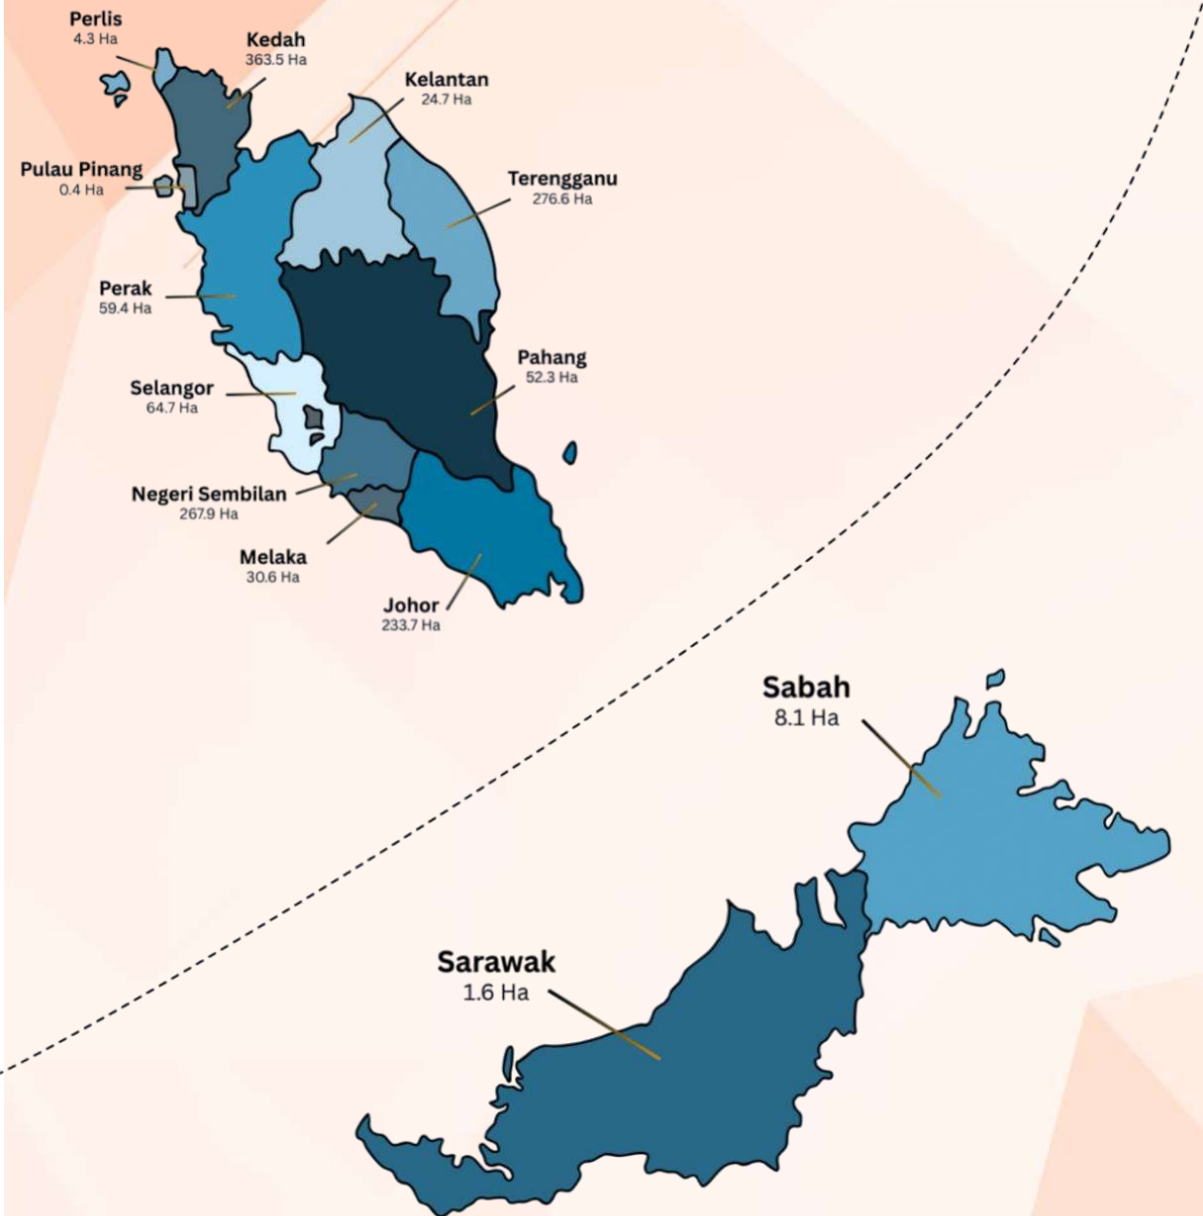 Perlis
4.3 Ha
Kedah
363.5 Ha
Kelantan
24.7 Ha
Pulau Pinang
0.4 Ha
Terengganu
276.6 Ha
Perak
59.4 Ha
Pahang
52.3 Ha
Selangor
64.7 Ha
Negeri Sembilan
267.9 Ha
Melaka
30.6 Ha
Johor
233.7 Ha
Sabah
8.1 Ha
Sarawak
1.6 Ha